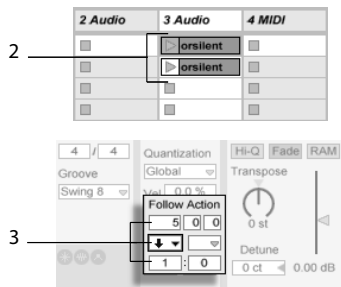 2 Audio 3 Audio 4 MIDI
2
orsilent
orsilent
4 / 4 Quantization Hi-Q Fade RAM
Groove Global Transpose
Swing 8 Vel 0.0 %
Follow Action
5 0 0 0 st
3
Detune
1 : 0 0 ct 0.00 dB